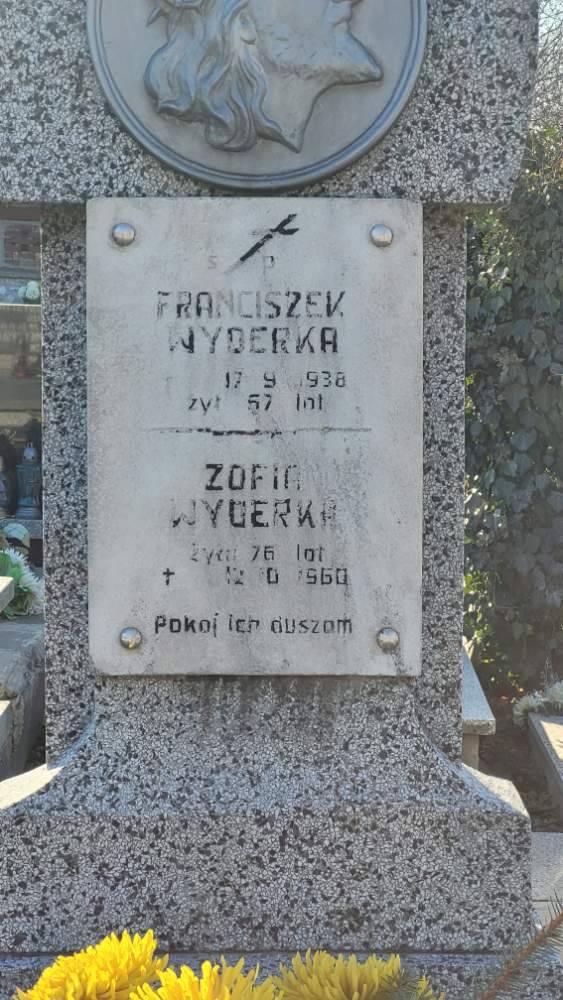 Ś P
FRANCISZEK
WYDERKA
17 9 1938
żył 67 lat
ZOFIA
WYDERKA
żyła 76 lat
✝ 12 10 1960
Pokój ich duszom